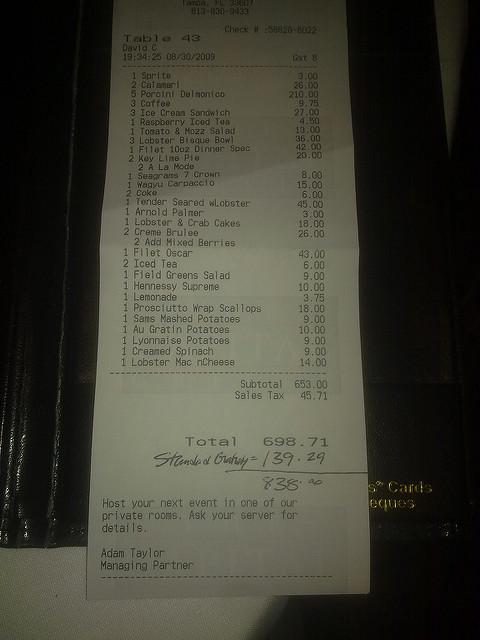 Tampa, FL 33607
813-830-9433
Check # :58828-8022
Table 43
David C
19:34:25 08/30/2009 Gst 8
1 Sprite 3.00
2 Calamari 26.00
5 Porcini Delmonico 210.00
3 Coffee 9.75
3 Ice Cream Sandwich 27.00
1 Raspberry Iced Tea 4.50
1 Tomato & Mozz Salad 13.00
3 Lobster Bisque Bowl 36.00
1 Filet 10oz Dinner Spec 42.00
2 Key Lime Pie 20.00
2 A La Mode
1 Seagrams 7 Crown 8.00
1 Wagyu Carpaccio 15.00
2 Coke 6.00
1 Tender Seared wLobster 45.00
1 Arnold Palmer 3.00
1 Lobster & Crab Cakes 18.00
2 Creme Brulee 26.00
2 Add Mixed Berries
1 Filet Oscar 43.00
2 Iced Tea 6.00
1 Field Greens Salad 9.00
1 Hennessy Supreme 10.00
1 Lemonade 3.75
1 Prosciutto Wrap Scallops 18.00
1 Sams Mashed Potatoes 9.00
1 Au Gratin Potatoes 10.00
1 Lyonnaise Potatoes 9.00
1 Creamed Spinach 9.00
1 Lobster Mac nCheese 14.00
Subtotal 653.00
Sales Tax 45.71
Total 698.71
Standard Gratuity = 139.29
838.00
Host your next event in one of our
private rooms. Ask your server for
details.
Adam Taylor
Managing Partner
s® Cards
eques